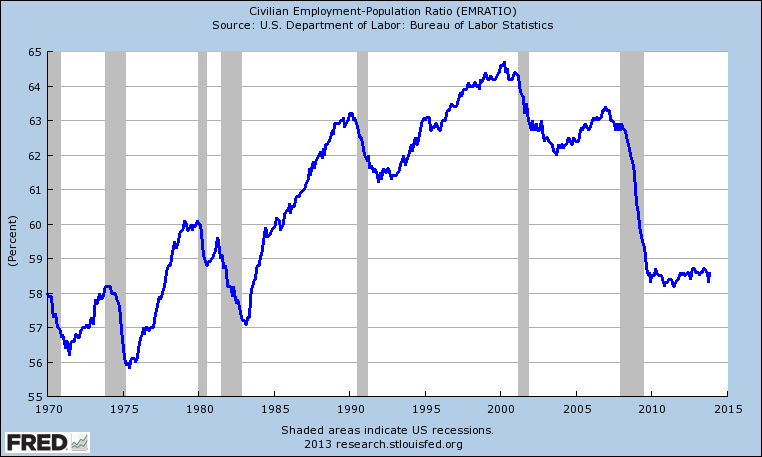 Civilian Employment-Population Ratio (EMRATIO)
Source: U.S. Department of Labor: Bureau of Labor Statistics
65
64
63
62
61
60
59
58
57
56
55
(Percent)
1970 1975 1980 1985 1990 1995 2000 2005 2010 2015
Shaded areas indicate US recessions.
2013 research.stlouisfed.org
FRED